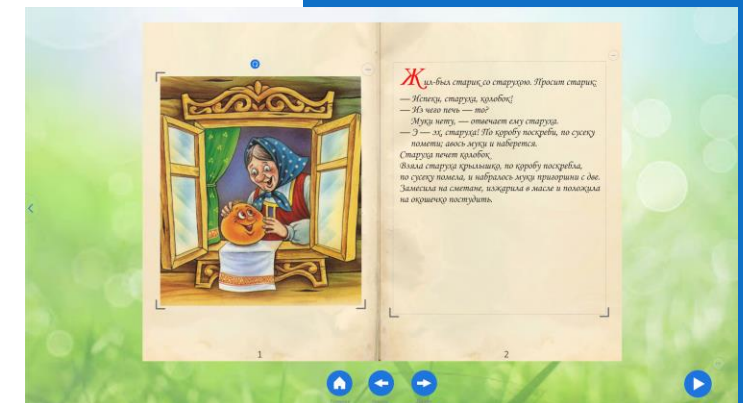 Жил-был старик со старухою. Просит старик:
— Испеки, старуха, колобок!
— Из чего печь — то?
Муки нету, — отвечает ему старуха.
— Э — эх, старуха! По коробу поскреби, по сусеку
помети; авось муки и наберется.
Старуха печет колобок
Взяла старуха крылышко, по коробу поскребла,
по сусеку помела, и набралось муки пригоршни с две.
Замесила на сметане, изжарила в масле и положила
на окошечко постудить.
1
2